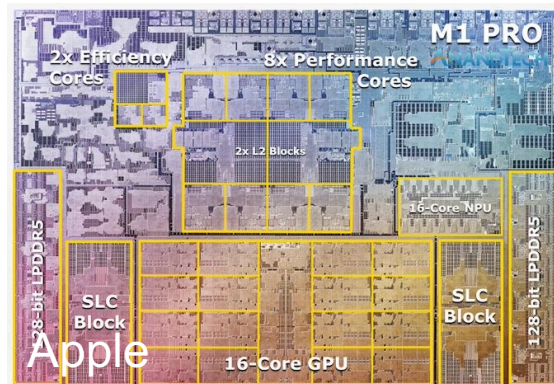 M1 PRO
ANANDTECH
2x Efficiency
Cores
8x Performance
Cores
2x L2 Blocks
16-Core NPU
128-bit LPDDR5
SLC
Block
16-Core GPU
SLC
Block
128-bit LPDDR5
Apple